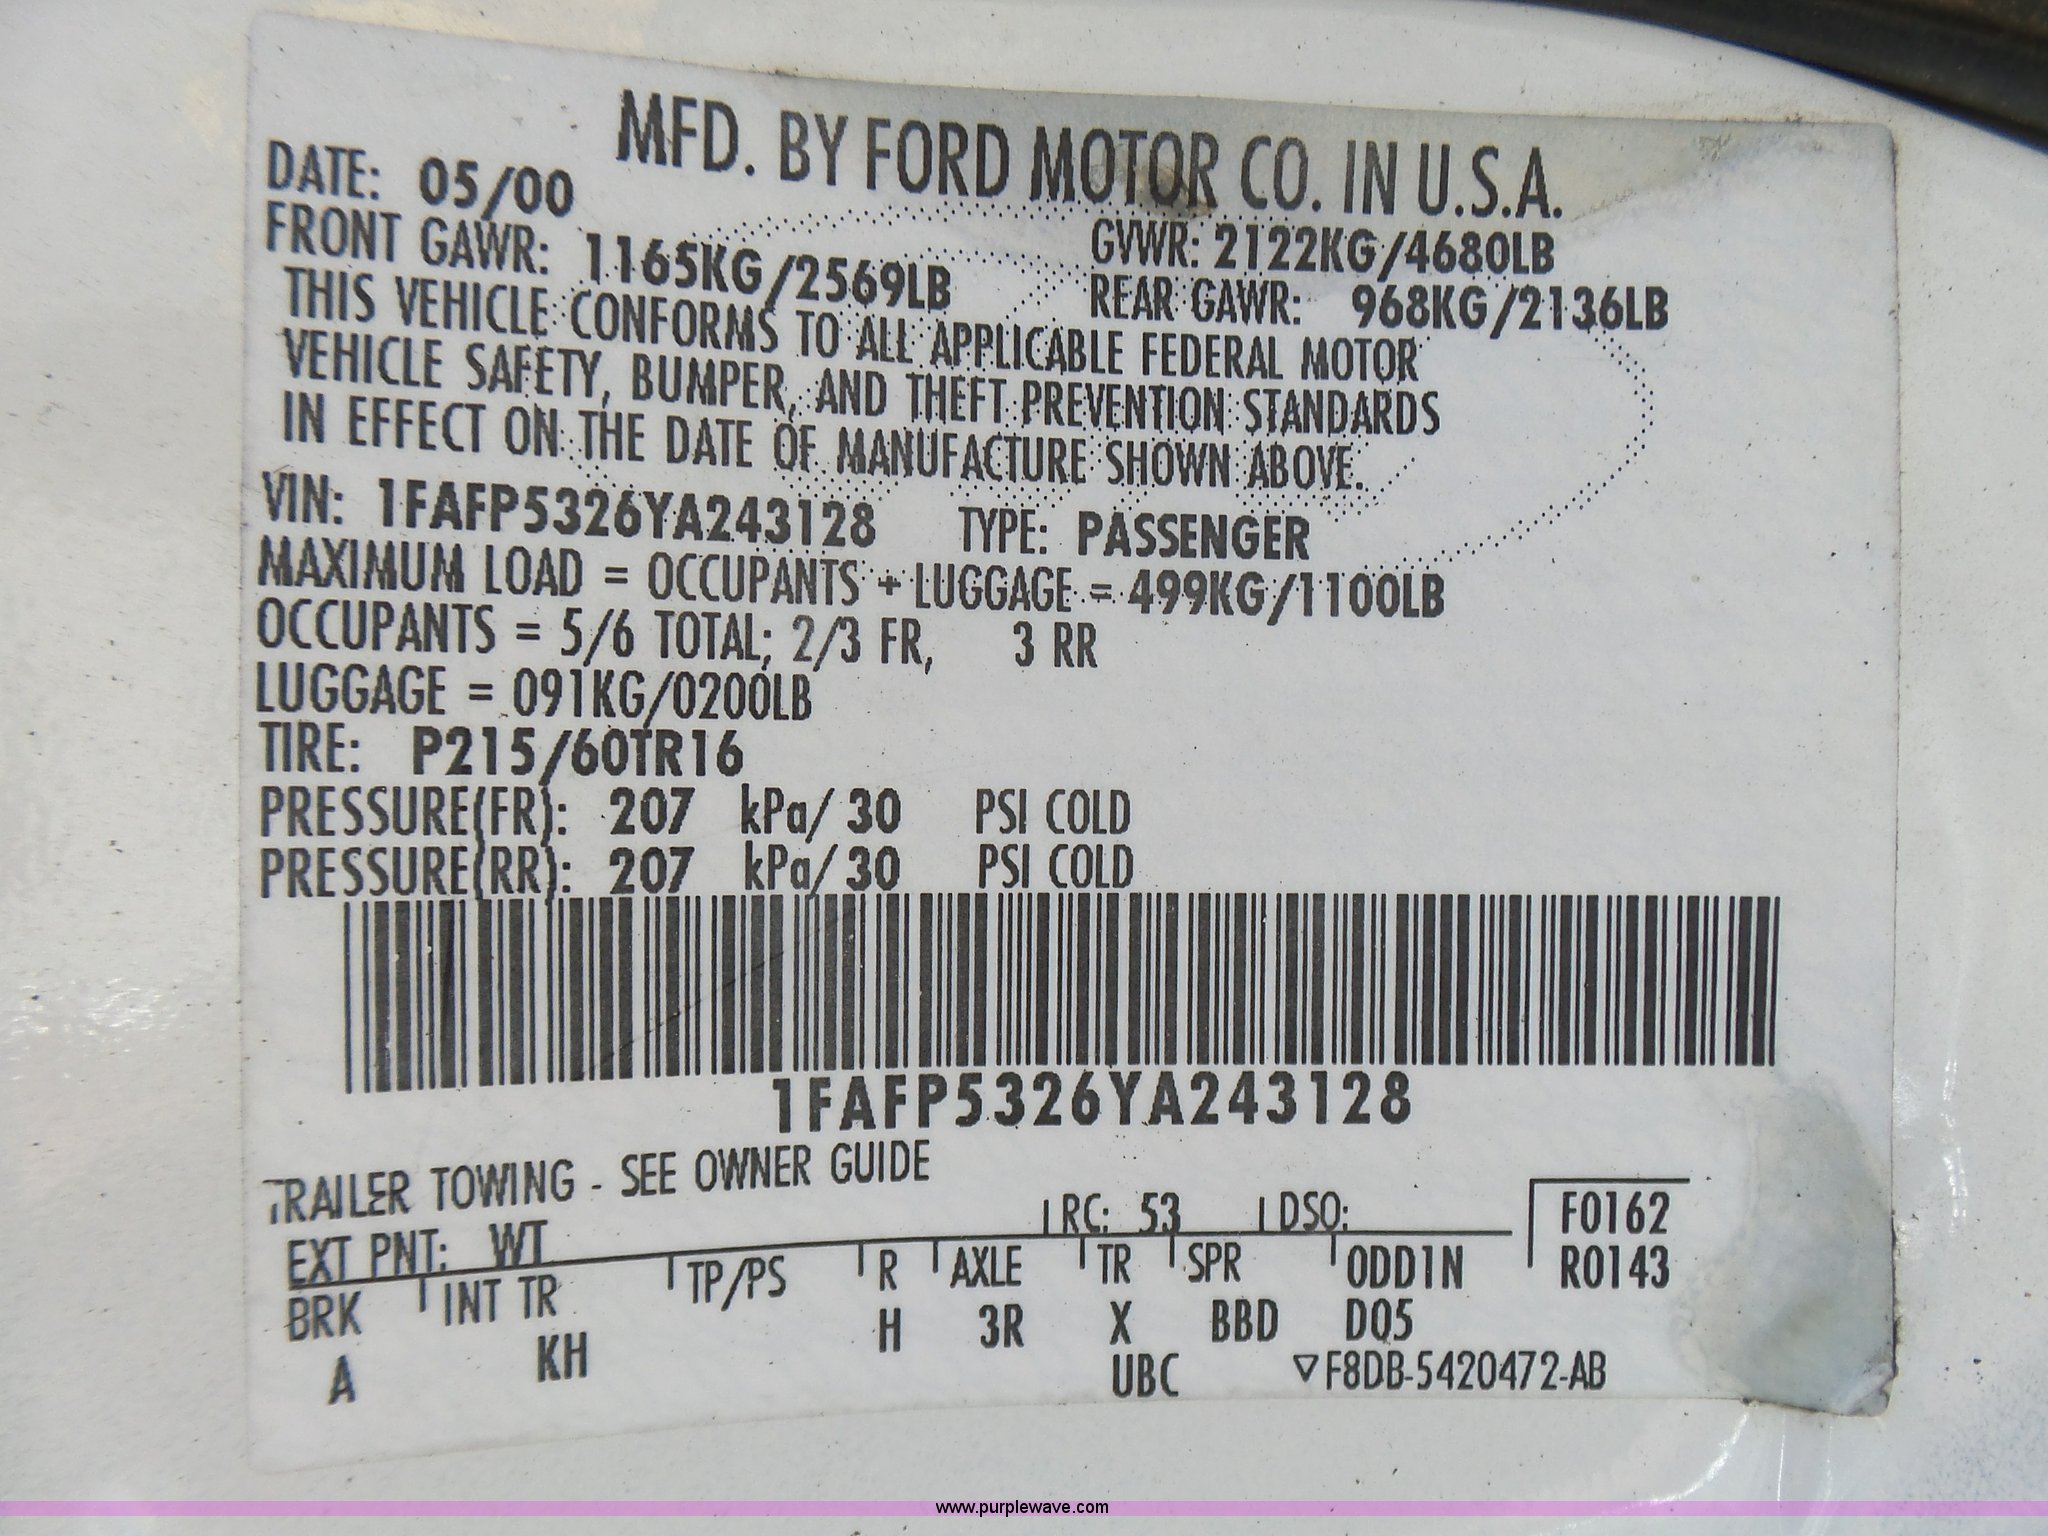 MFD. BY FORD MOTOR CO. IN U.S.A.
DATE: 05/00
GVWR: 2122KG/4680LB
FRONT GAWR: 1165KG/2569LB
REAR GAWR: 968KG/2136LB
THIS VEHICLE CONFORMS TO ALL APPLICABLE FEDERAL MOTOR
VEHICLE SAFETY, BUMPER, AND THEFT PREVENTION STANDARDS
IN EFFECT ON THE DATE OF MANUFACTURE SHOWN ABOVE.
VIN: 1FAFP5326YA243128 TYPE: PASSENGER
MAXIMUM LOAD = OCCUPANTS + LUGGAGE = 499KG/1100LB
OCCUPANTS = 5/6 TOTAL; 2/3 FR, 3 RR
LUGGAGE = 091KG/0200LB
TIRE: P215/60TR16
PRESSURE(FR): 207 kPa/ 30 PSI COLD
PRESSURE(RR): 207 kPa/ 30 PSI COLD
1FAFP5326YA243128
TRAILER TOWING - SEE OWNER GUIDE
EXT PNT: WT RC: 53 DSO: F0162
BRK INT TR TP/PS R AXLE TR SPR ODD1N R0143
A KH H 3R X BBD D05
UBC ▽F8DB-5420472-AB
www.purplewave.com